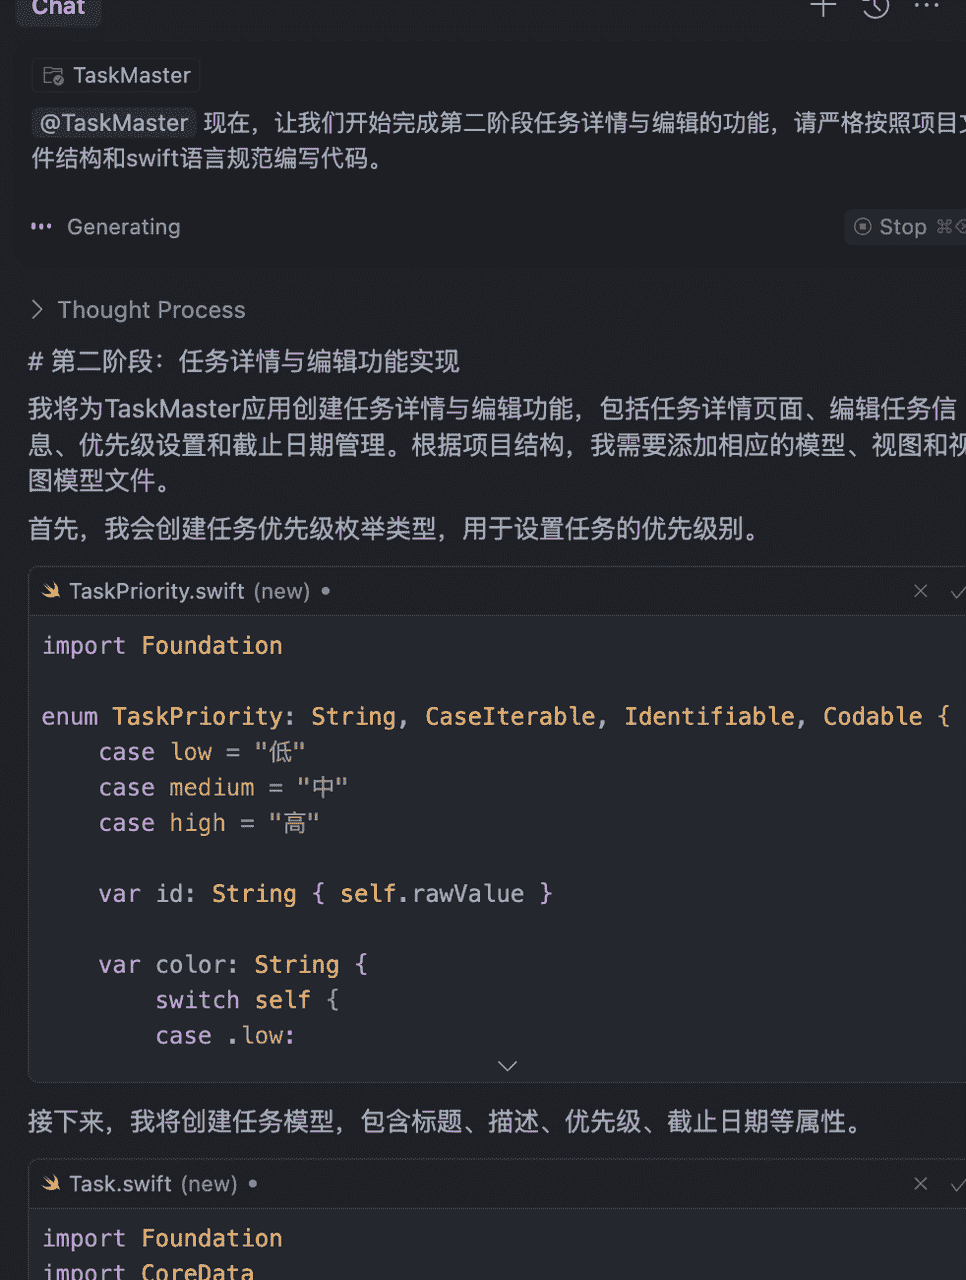 Chat
TaskMaster
@TaskMaster 现在，让我们开始完成第二阶段任务详情与编辑的功能，请严格按照项目文
件结构和swift语言规范编写代码。
Generating
Stop ⌘
Thought Process
# 第二阶段：任务详情与编辑功能实现
我将为TaskMaster应用创建任务详情与编辑功能，包括任务详情页面、编辑任务信
息、优先级设置和截止日期管理。根据项目结构，我需要添加相应的模型、视图和视
图模型文件。
首先，我会创建任务优先级枚举类型，用于设置任务的优先级别。
TaskPriority.swift (new) •
import Foundation
enum TaskPriority: String, CaseIterable, Identifiable, Codable {
case low = "低"
case medium = "中"
case high = "高"
var id: String { self.rawValue }
var color: String {
switch self {
case .low:
接下来，我将创建任务模型，包含标题、描述、优先级、截止日期等属性。
Task.swift (new) •
import Foundation
import CoreData